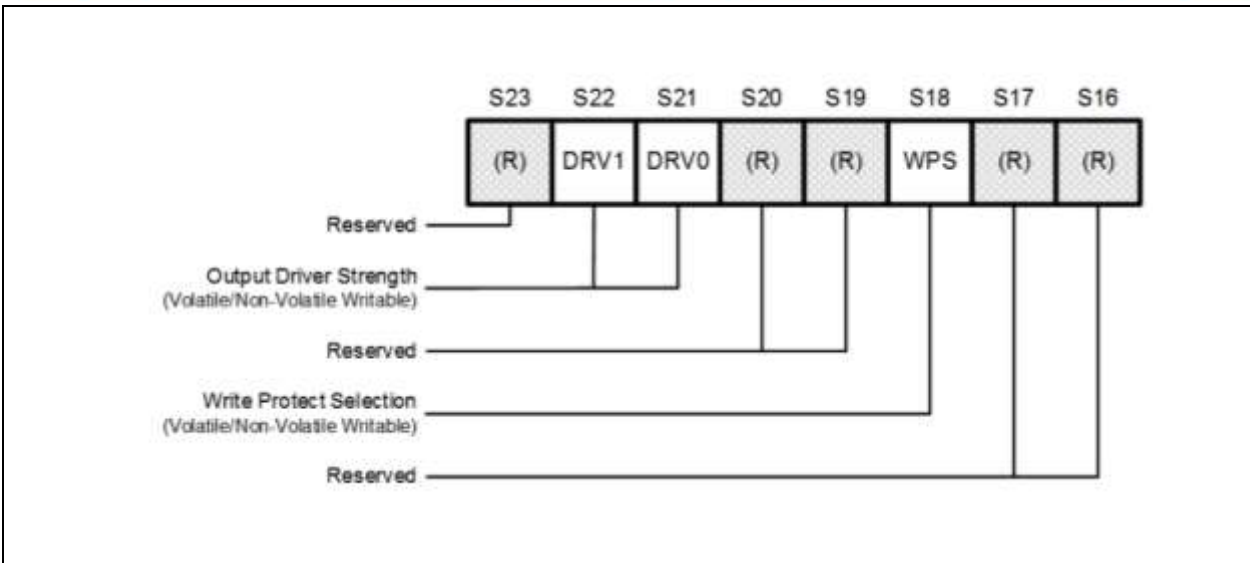 S23 S22 S21 S20 S19 S18 S17 S16
(R) DRV1 DRV0 (R) (R) WPS (R) (R)
Reserved
Output Driver Strength
(Volatile/Non-Volatile Writable)
Reserved
Write Protect Selection
(Volatile/Non-Volatile Writable)
Reserved